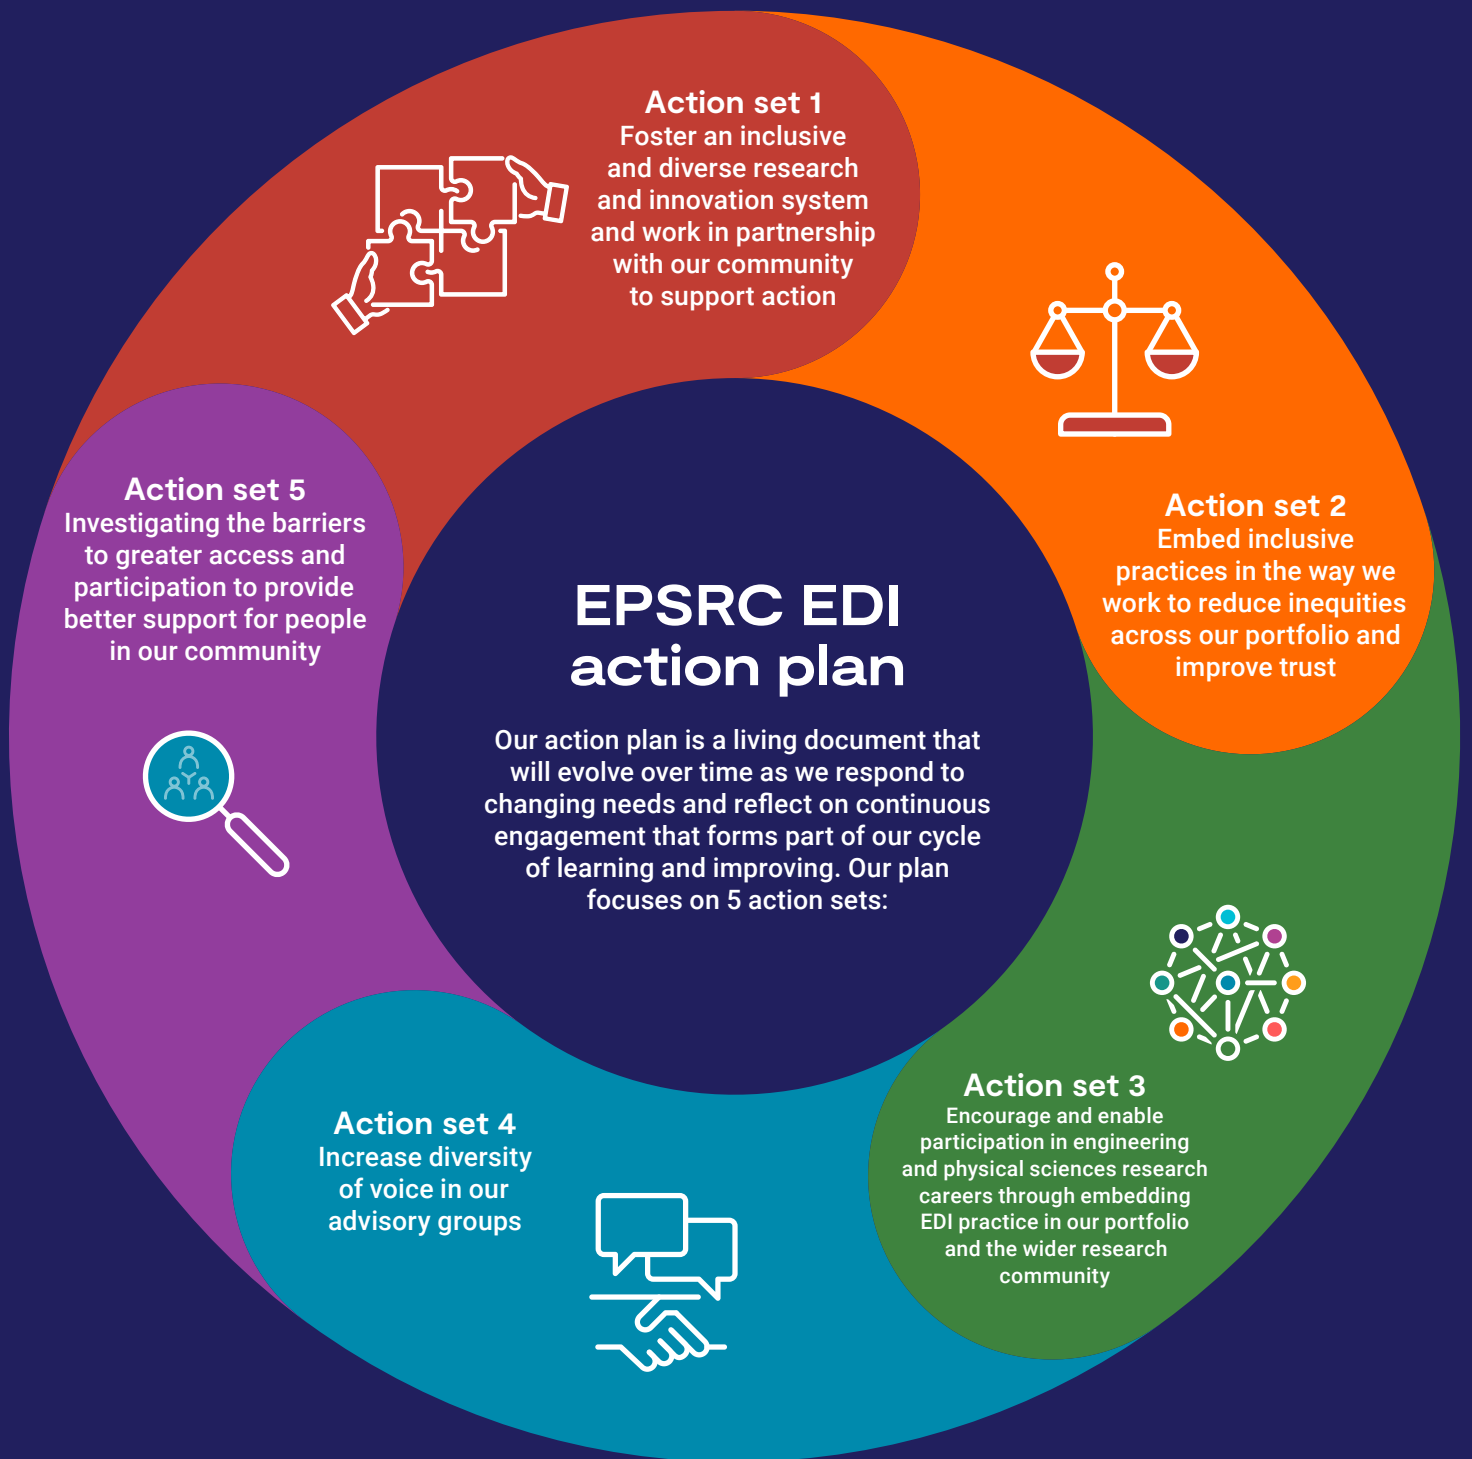 EPSRC EDI
action plan
Our action plan is a living document that
will evolve over time as we respond to
changing needs and reflect on continuous
engagement that forms part of our cycle
of learning and improving. Our plan
focuses on 5 action sets:
Action set 1
Foster an inclusive
and diverse research
and innovation system
and work in partnership
with our community
to support action
Action set 2
Embed inclusive
practices in the way we
work to reduce inequities
across our portfolio and
improve trust
Action set 3
Encourage and enable
participation in engineering
and physical sciences research
careers through embedding
EDI practice in our portfolio
and the wider research
community
Action set 4
Increase diversity
of voice in our
advisory groups
Action set 5
Investigating the barriers
to greater access and
participation to provide
better support for people
in our community